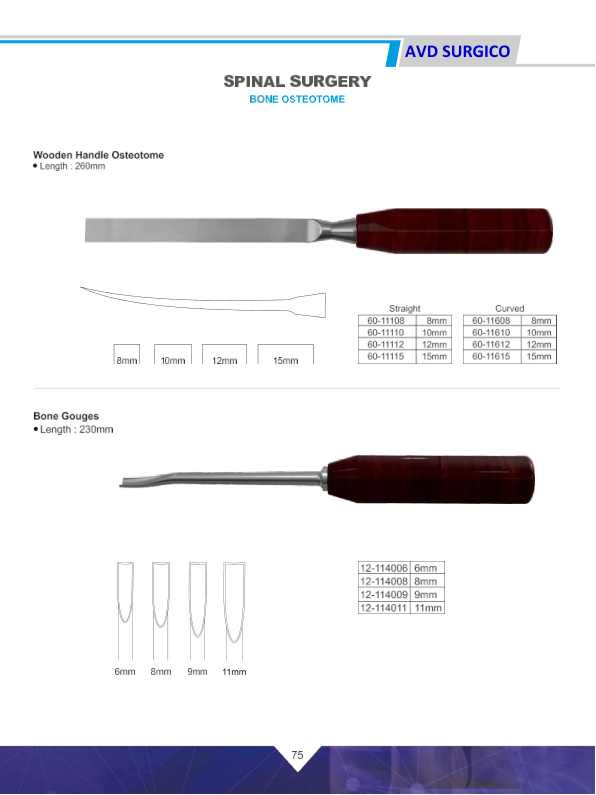 AVD SURGICO
SPINAL SURGERY
BONE OSTEOTOME
Wooden Handle Osteotome
• Length : 260mm
Straight
60-11108 8mm
60-11110 10mm
60-11112 12mm
60-11115 15mm
Curved
60-11608 8mm
60-11610 10mm
60-11612 12mm
60-11615 15mm
8mm 10mm 12mm 15mm
Bone Gouges
• Length : 230mm
12-114006 6mm
12-114008 8mm
12-114009 9mm
12-114011 11mm
6mm 8mm 9mm 11mm
75